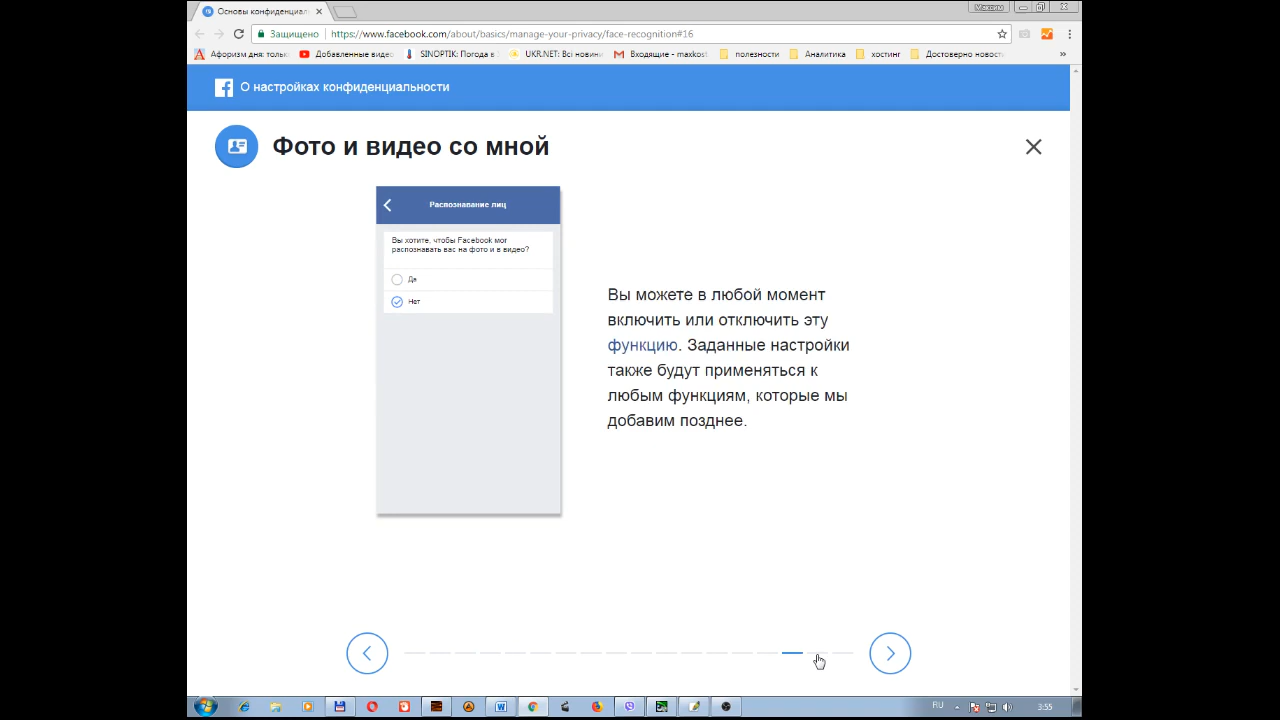 Основы конфиденциаль
Максим
Защищено
https://www.facebook.com/about/basics/manage-your-privacy/face-recognition#16
Афоризм дня: тольк
Добавленные видео
SINOPTIK: Погода в
UKR.NET: Всі новини
Входящие - maxkost
полезности
Аналитика
хостинг
Достоверно новост
»
О настройках конфиденциальности
Фото и видео со мной
Распознавание лиц
Вы хотите, чтобы Facebook мог
распознавать вас на фото и в видео?
Да
Нет
Вы можете в любой момент
включить или отключить эту
функцию. Заданные настройки
также будут применяться к
любым функциям, которые мы
добавим позднее.
RU
3:55